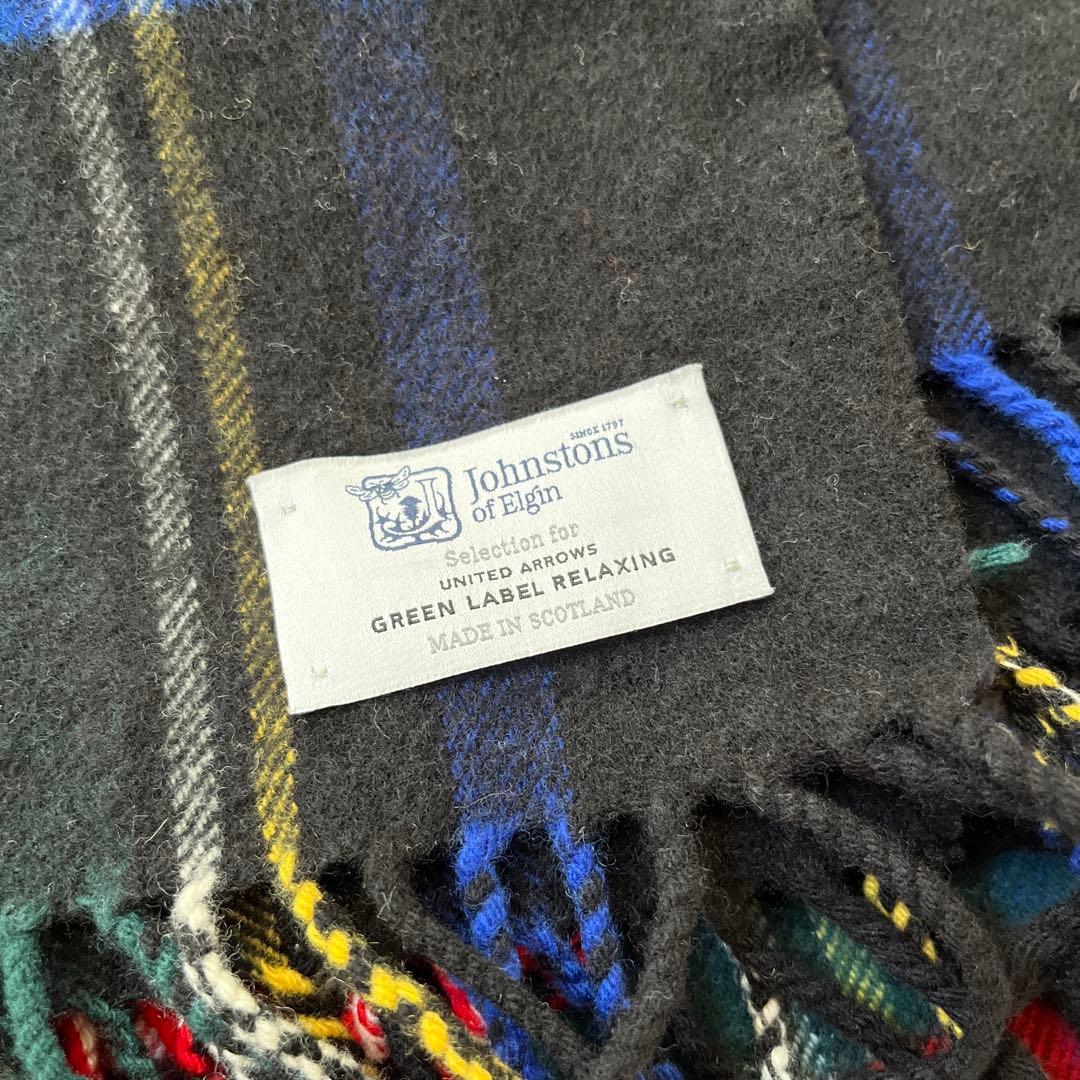 SINCE 1797
Johnstons
of Elgin
Selection for
UNITED ARROWS
GREEN LABEL RELAXING
MADE IN SCOTLAND